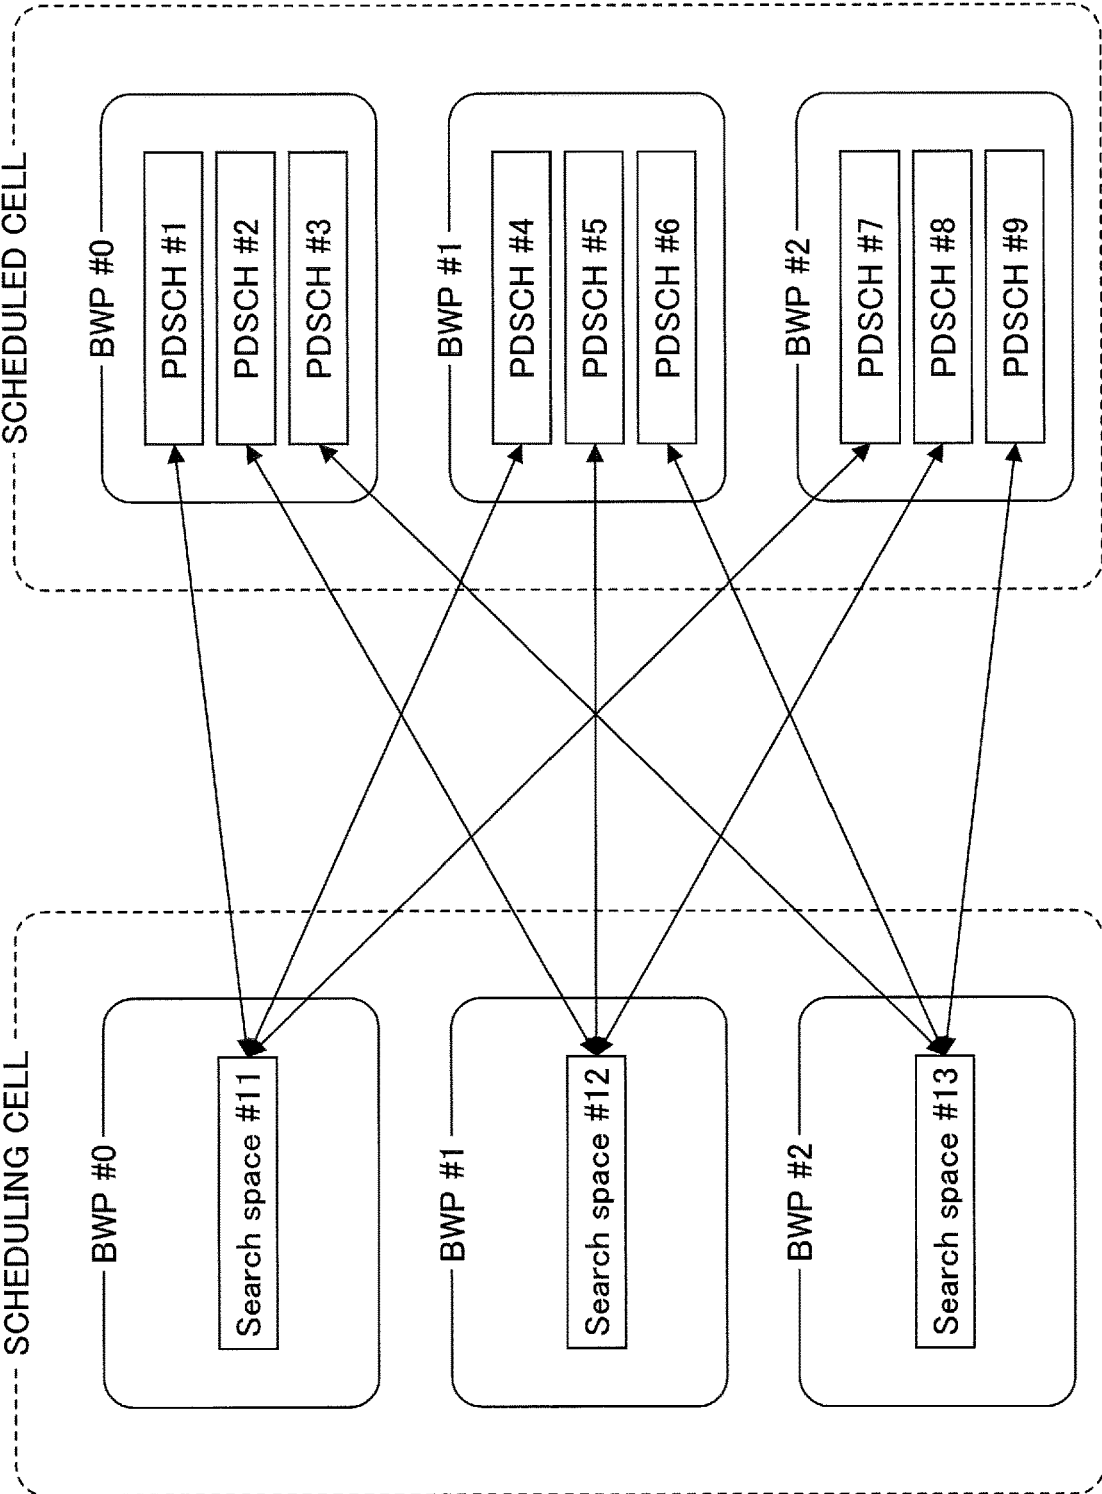 SCHEDULING CELL
BWP #0
Search space #11
BWP #1
Search space #12
BWP #2
Search space #13
SCHEDULED CELL
BWP #0
PDSCH #1
PDSCH #2
PDSCH #3
BWP #1
PDSCH #4
PDSCH #5
PDSCH #6
BWP #2
PDSCH #7
PDSCH #8
PDSCH #9